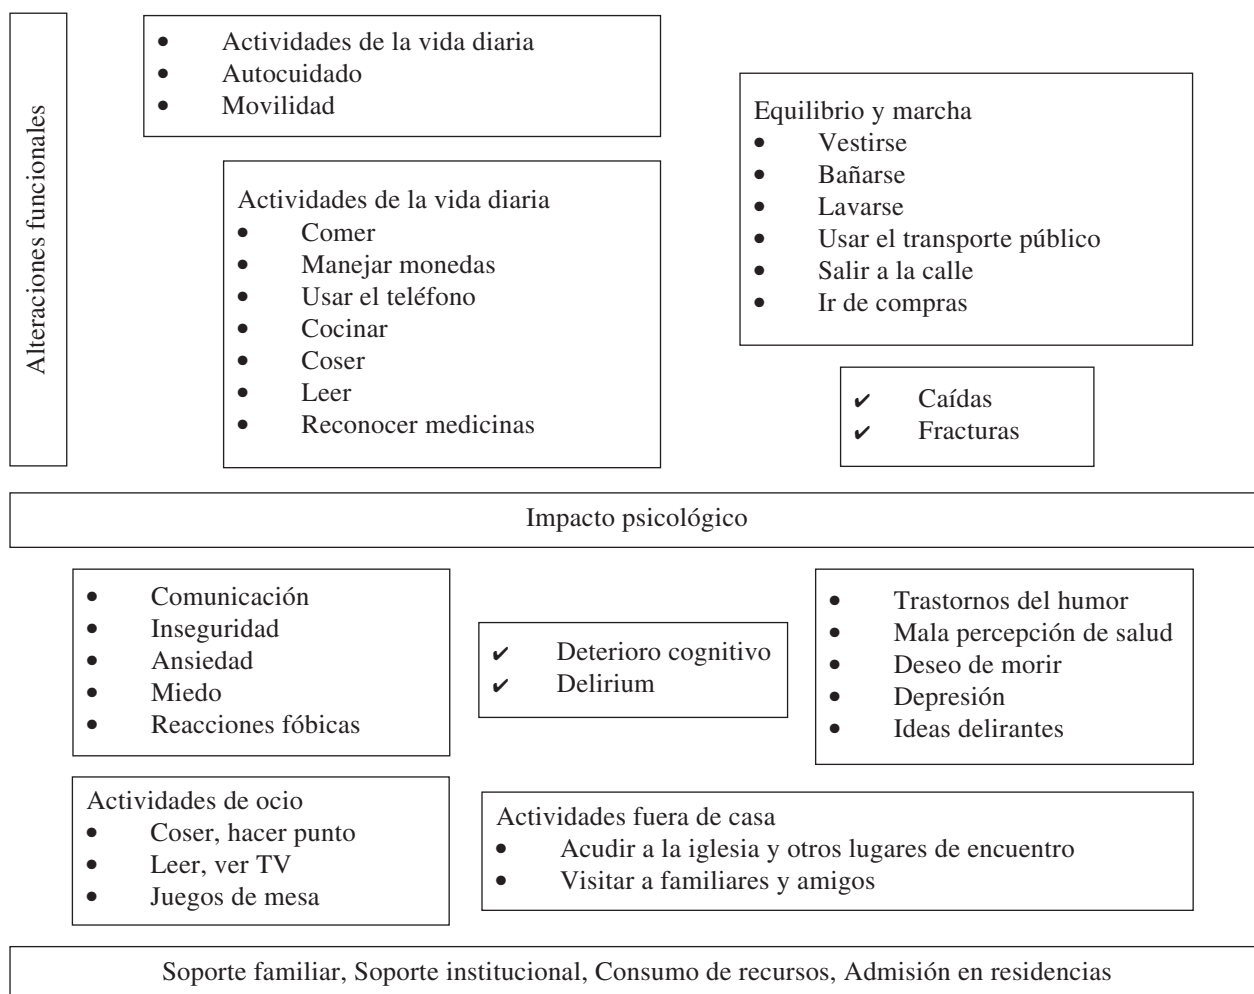 Alteraciones funcionales
• Actividades de la vida diaria
• Autocuidado
• Movilidad
Actividades de la vida diaria
• Comer
• Manejar monedas
• Usar el teléfono
• Cocinar
• Coser
• Leer
• Reconocer medicinas
Equilibrio y marcha
• Vestirse
• Bañarse
• Lavarse
• Usar el transporte público
• Salir a la calle
• Ir de compras
✔ Caídas
✔ Fracturas
Impacto psicológico
• Comunicación
• Inseguridad
• Ansiedad
• Miedo
• Reacciones fóbicas
✔ Deterioro cognitivo
✔ Delirium
• Trastornos del humor
• Mala percepción de salud
• Deseo de morir
• Depresión
• Ideas delirantes
Actividades de ocio
• Coser, hacer punto
• Leer, ver TV
• Juegos de mesa
Actividades fuera de casa
• Acudir a la iglesia y otros lugares de encuentro
• Visitar a familiares y amigos
Soporte familiar, Soporte institucional, Consumo de recursos, Admisión en residencias